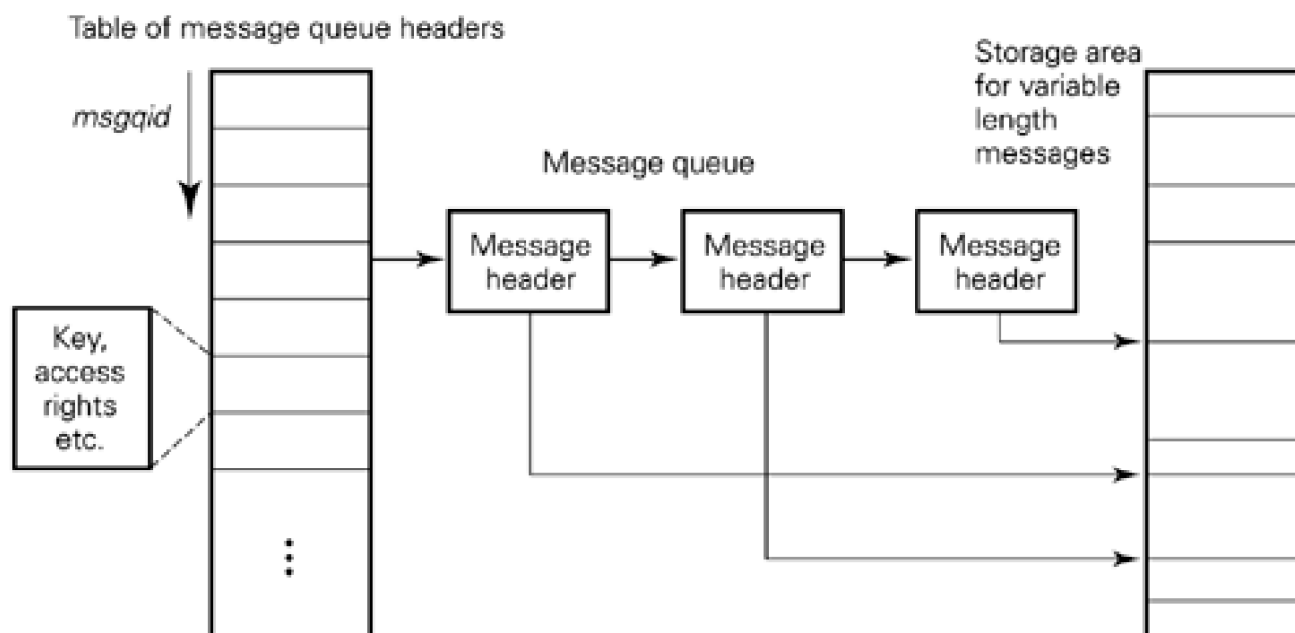 Table of message queue headers
msgqid
Storage area
for variable
length
messages
Message queue
Message
header
Message
header
Message
header
Key,
access
rights
etc.